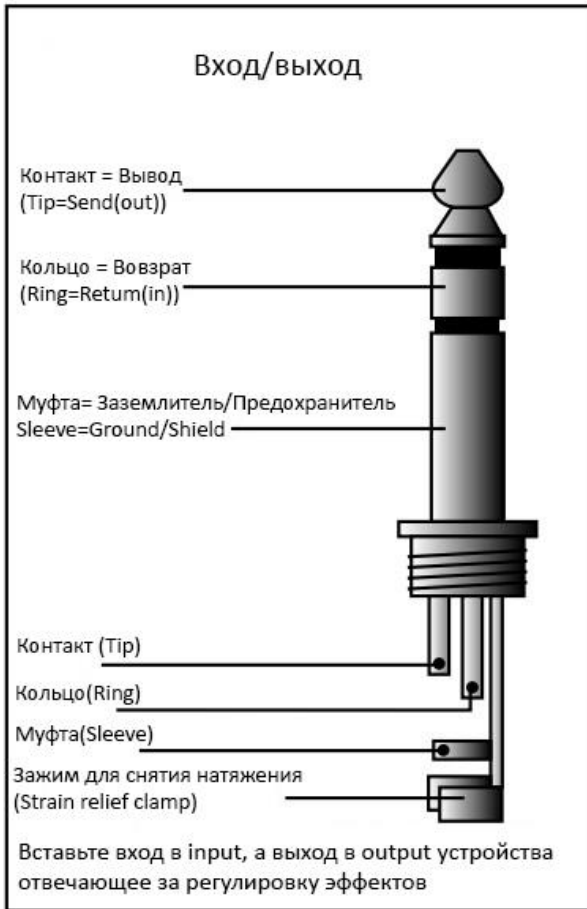 Вход/выход
Контакт = Вывод
(Tip=Send(out))
Кольцо = Вовзрат
(Ring=Retum(in))
Муфта= Заземлитель/Предохранитель
Sleeve=Ground/Shield
Контакт (Tip)
Кольцо(Ring)
Муфта(Sleeve)
Зажим для снятия натяжения
(Strain relief clamp)
Вставьте вход в input, а выход в output устройства
отвечающее за регулировку эффектов